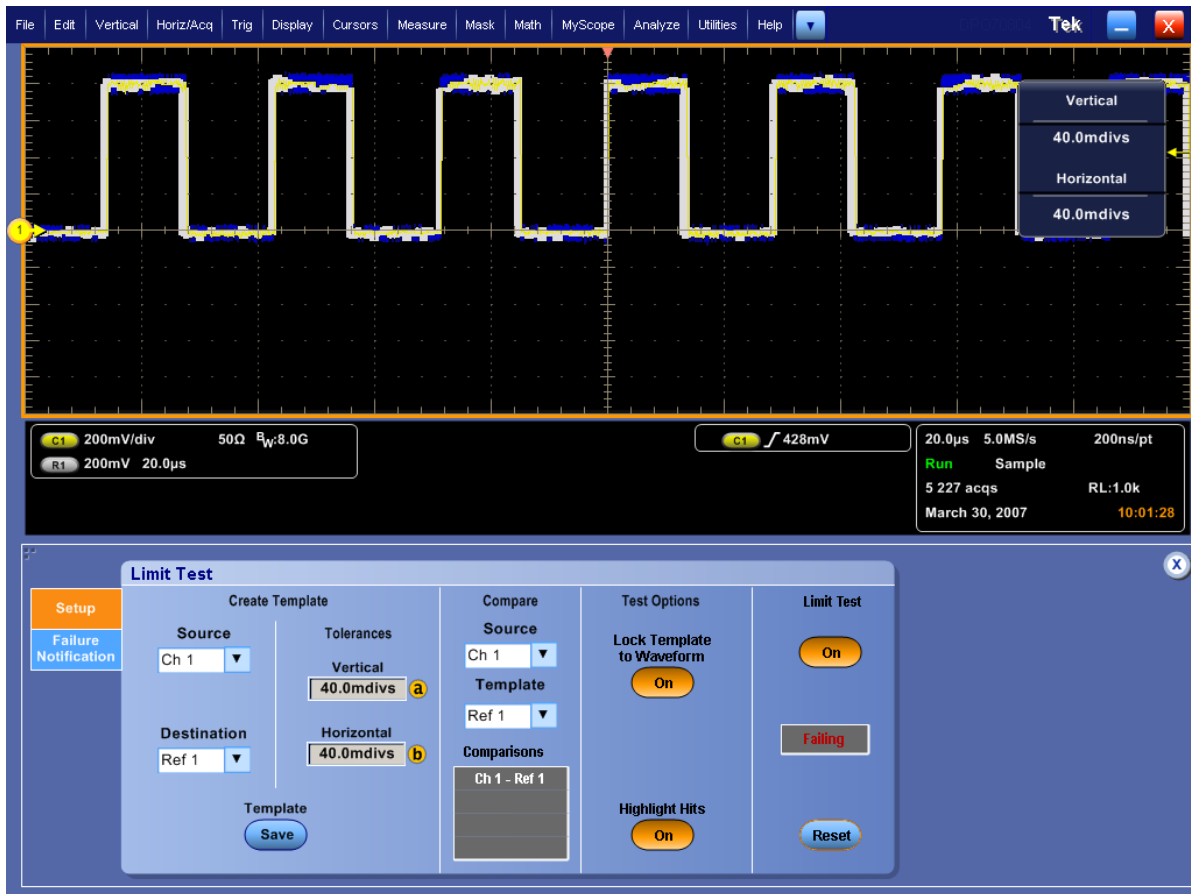 File Edit Vertical Horiz/Acq Trig Display Cursors Measure Mask Math MyScope Analyze Utilities Help Tek X
Vertical
40.0mdivs
Horizontal
40.0mdivs
1
C1 200mV/div 50Ω BW:8.0G
R1 200mV 20.0µs
C1 428mV
20.0µs 5.0MS/s 200ns/pt
Run Sample
5 227 acqs RL:1.0k
March 30, 2007 10:01:28
X
Limit Test
Setup
Failure
Notification
Create Template
Source
Ch 1
Destination
Ref 1
Tolerances
Vertical
40.0mdivs a
Horizontal
40.0mdivs b
Template
Save
Compare
Source
Ch 1
Template
Ref 1
Comparisons
Ch 1 - Ref 1
Test Options
Lock Template
to Waveform
On
Highlight Hits
On
Limit Test
On
Failing
Reset